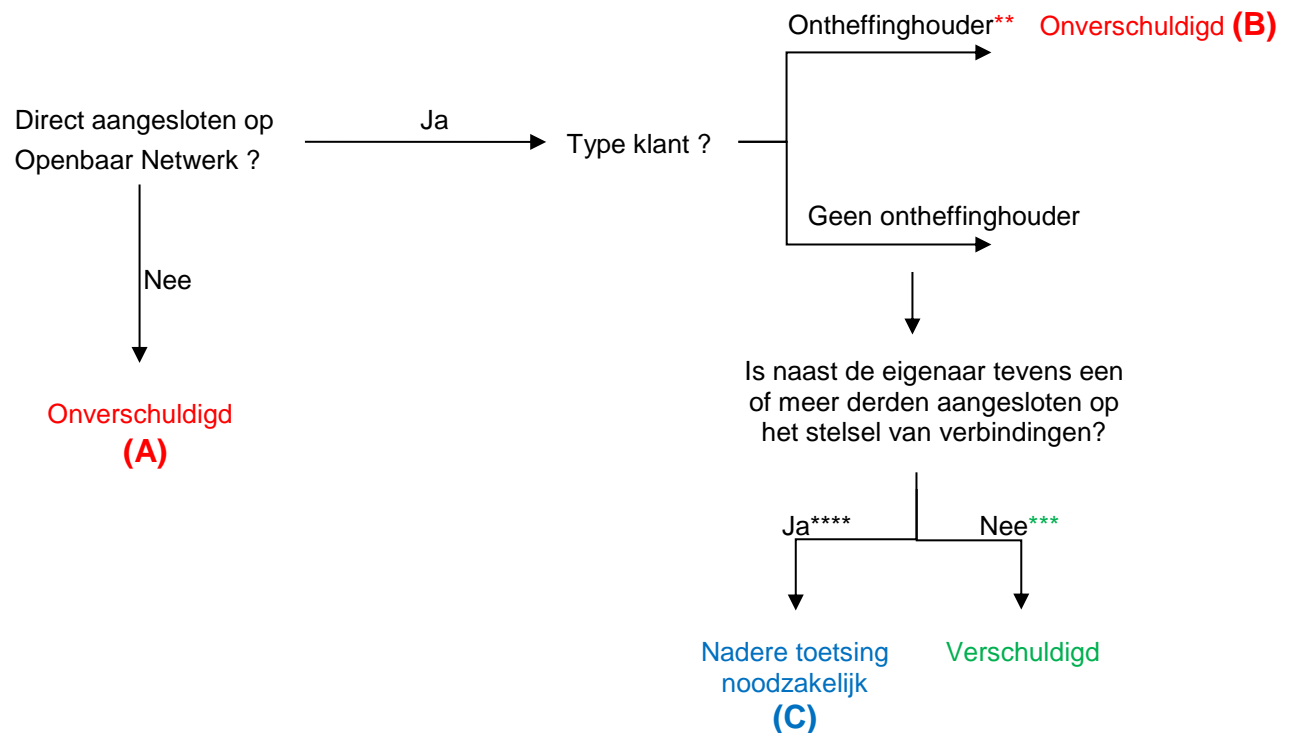 Ontheffinghouder** Onverschuldigd (B)
Direct aangesloten op
Openbaar Netwerk ?
Ja
Type klant ?
Geen ontheffinghouder
Nee
Onverschuldigd
(A)
Is naast de eigenaar tevens een
of meer derden aangesloten op
het stelsel van verbindingen?
Ja****
Nee***
Nadere toetsing
noodzakelijk
(C)
Verschuldigd